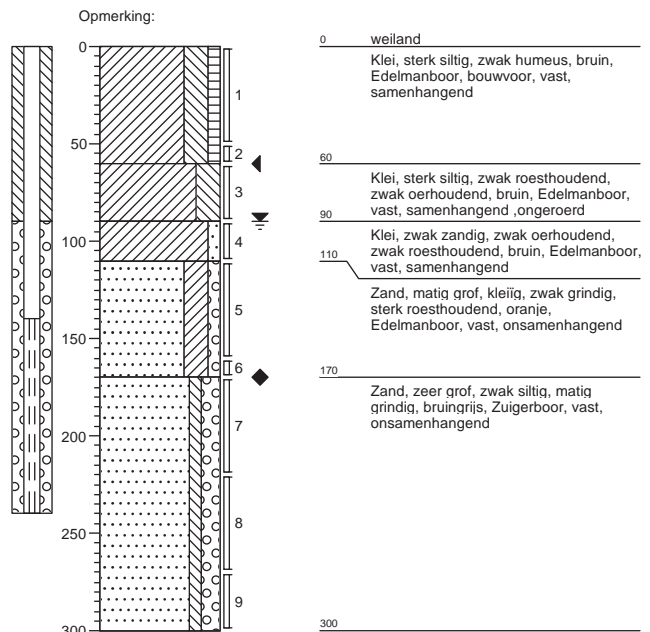 Opmerking:
0
50
100
150
200
250
300
1
2
3
4
5
6
7
8
9
0 weiland
Klei, sterk siltig, zwak humeus, bruin,
Edelmanboor, bouwvoor, vast,
samenhangend
60
Klei, sterk siltig, zwak roesthoudend,
zwak oerhoudend, bruin, Edelmanboor,
vast, samenhangend ,ongeroerd
90
Klei, zwak zandig, zwak oerhoudend,
zwak roesthoudend, bruin, Edelmanboor,
vast, samenhangend
110
Zand, matig grof, kleiïg, zwak grindig,
sterk roesthoudend, oranje,
Edelmanboor, vast, onsamenhangend
170
Zand, zeer grof, zwak siltig, matig
grindig, bruingrijs, Zuigerboor, vast,
onsamenhangend
300